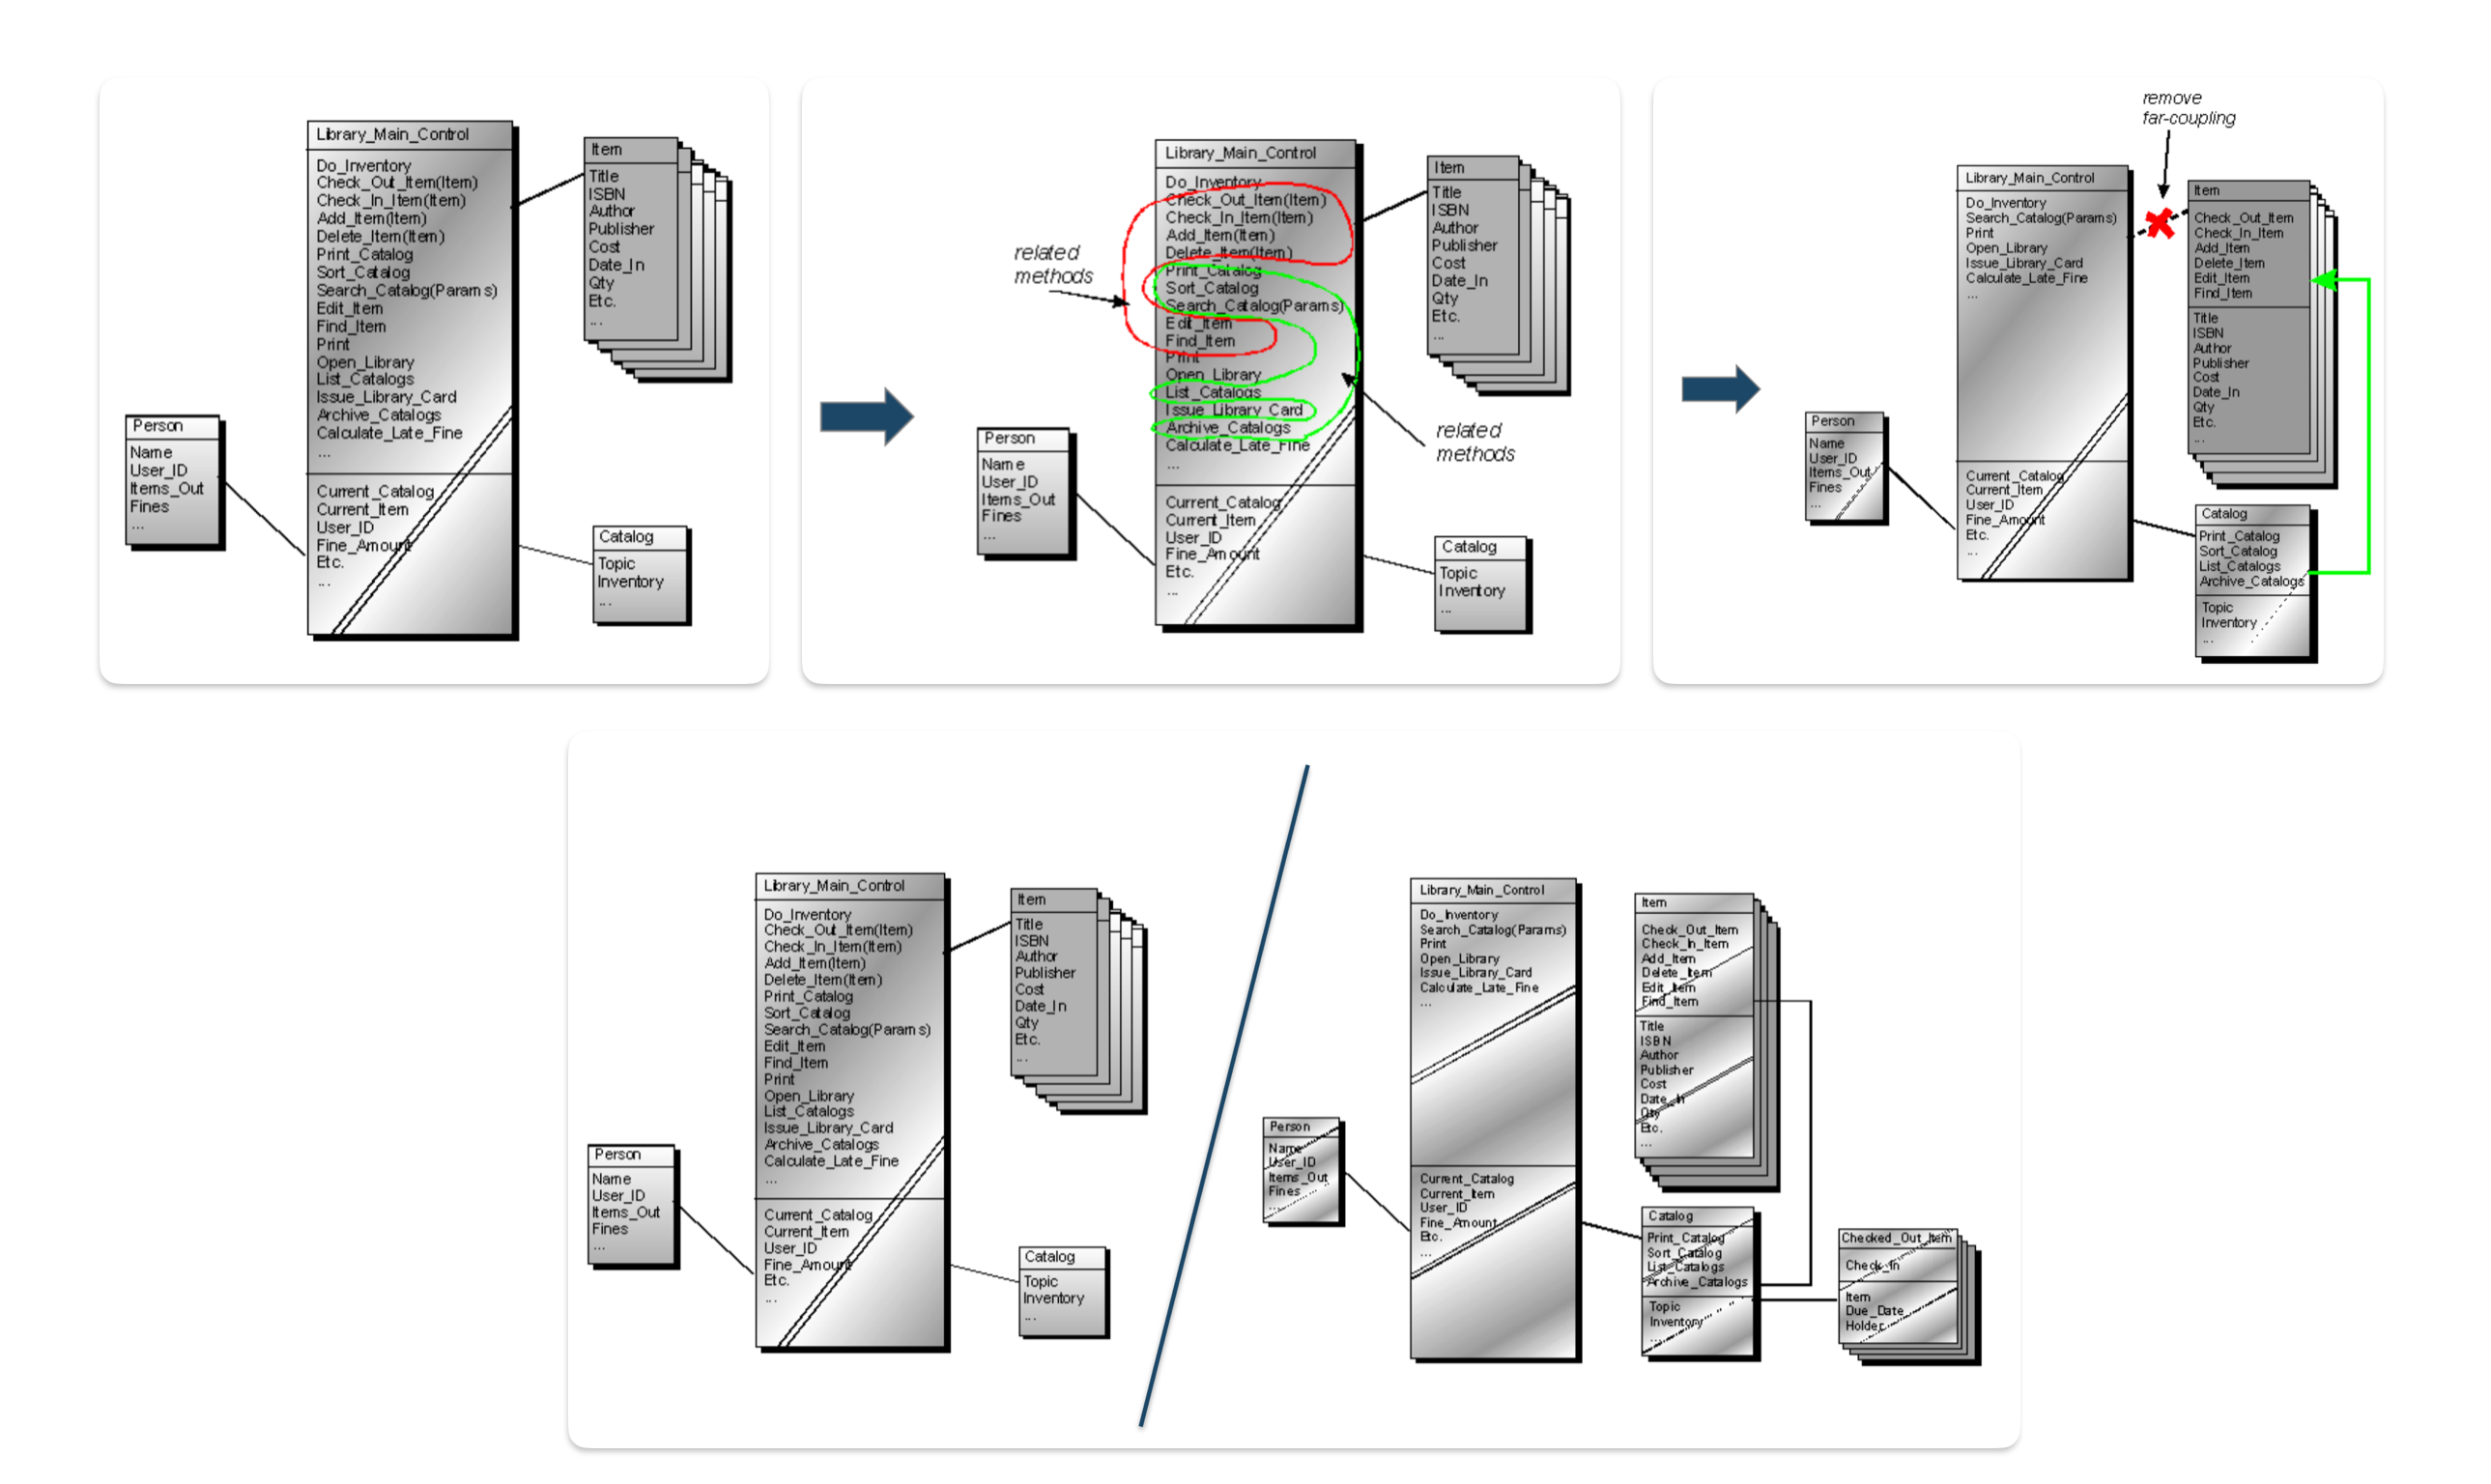 Library_Main_Control
Do_Inventory
Check_Out_Item(Item)
Check_In_Item(Item)
Add_Item(Item)
Delete_Item(Item)
Print_Catalog
Sort_Catalog
Search_Catalog(Params)
Edit_Item
Find_Item
Print
Open_Library
List_Catalogs
Issue_Library_Card
Archive_Catalogs
Calculate_Late_Fine
...
Current_Catalog
Current_Item
User_ID
Fine_Amount
Etc.
...
Item
Title
ISBN
Author
Publisher
Cost
Date_In
Qty
Etc.
...
Person
Name
User_ID
Items_Out
Fines
...
Catalog
Topic
Inventory
...
related
methods
Library_Main_Control
Do_Inventory
Check_Out_Item(Item)
Check_In_Item(Item)
Add_Item(Item)
Delete_Item(Item)
Print_Catalog
Sort_Catalog
Search_Catalog(Params)
Edit_Item
Find_Item
Print
Open_Library
List_Catalogs
Issue_Library_Card
Archive_Catalogs
Calculate_Late_Fine
...
Current_Catalog
Current_Item
User_ID
Fine_Amount
Etc.
...
Item
Title
ISBN
Author
Publisher
Cost
Date_In
Qty
Etc.
...
related
methods
Person
Name
User_ID
Items_Out
Fines
...
Catalog
Topic
Inventory
...
remove
far-coupling
Library_Main_Control
Do_Inventory
Search_Catalog(Params)
Print
Open_Library
Issue_Library_Card
Calculate_Late_Fine
...
Current_Catalog
Current_Item
User_ID
Fine_Amount
Etc.
...
Item
Check_Out_Item
Check_In_Item
Add_Item
Delete_Item
Edit_Item
Find_Item
Title
ISBN
Author
Publisher
Cost
Date_In
Qty
Etc.
...
Person
Name
User_ID
Items_Out
Fines
...
Catalog
Print_Catalog
Sort_Catalog
List_Catalogs
Archive_Catalogs
Topic
Inventory
...
Library_Main_Control
Do_Inventory
Check_Out_Item(Item)
Check_In_Item(Item)
Add_Item(Item)
Delete_Item(Item)
Print_Catalog
Sort_Catalog
Search_Catalog(Params)
Edit_Item
Find_Item
Print
Open_Library
List_Catalogs
Issue_Library_Card
Archive_Catalogs
Calculate_Late_Fine
...
Current_Catalog
Current_Item
User_ID
Fine_Amount
Etc.
...
Item
Title
ISBN
Author
Publisher
Cost
Date_In
Qty
Etc.
...
Person
Name
User_ID
Items_Out
Fines
...
Catalog
Topic
Inventory
...
Library_Main_Control
Do_Inventory
Search_Catalog(Params)
Print
Open_Library
Issue_Library_Card
Calculate_Late_Fine
...
Current_Catalog
Current_Item
User_ID
Fine_Amount
Etc.
...
Item
Check_Out_Item
Check_In_Item
Add_Item
Delete_Item
Edit_Item
Find_Item
Title
ISBN
Author
Publisher
Cost
Date_In
Qty
Etc.
...
Person
Name
User_ID
Items_Out
Fines
...
Catalog
Print_Catalog
Sort_Catalog
List_Catalogs
Archive_Catalogs
Topic
Inventory
...
Checked_Out_Item
Check_In
Item
Due_Date
Holder